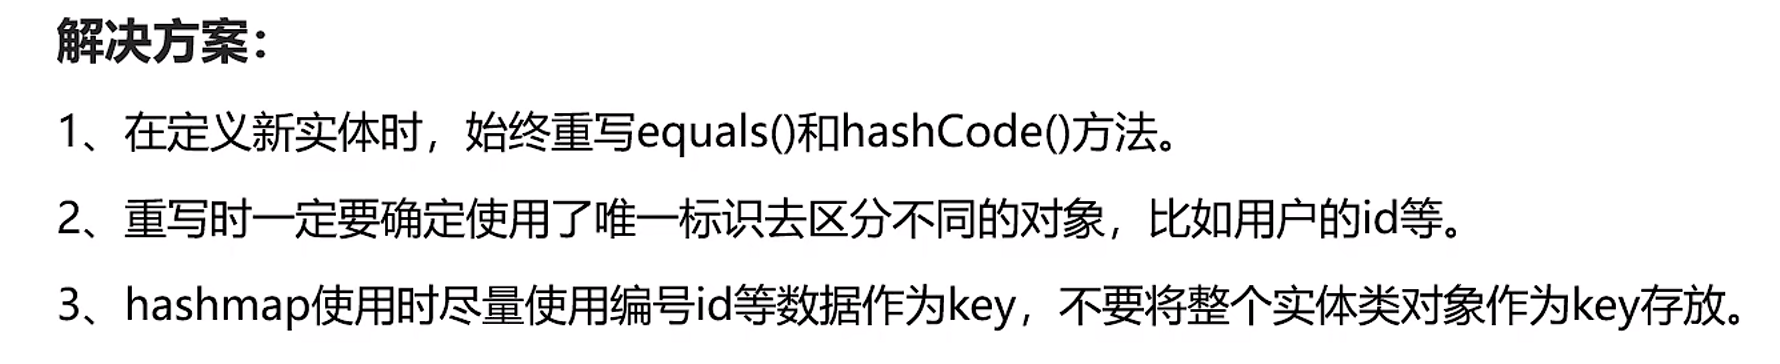 解决方案：
1、在定义新实体时，始终重写equals()和hashCode()方法。
2、重写时一定要确定使用了唯一标识去区分不同的对象，比如用户的id等。
3、hashmap使用时尽量使用编号id等数据作为key，不要将整个实体类对象作为key存放。